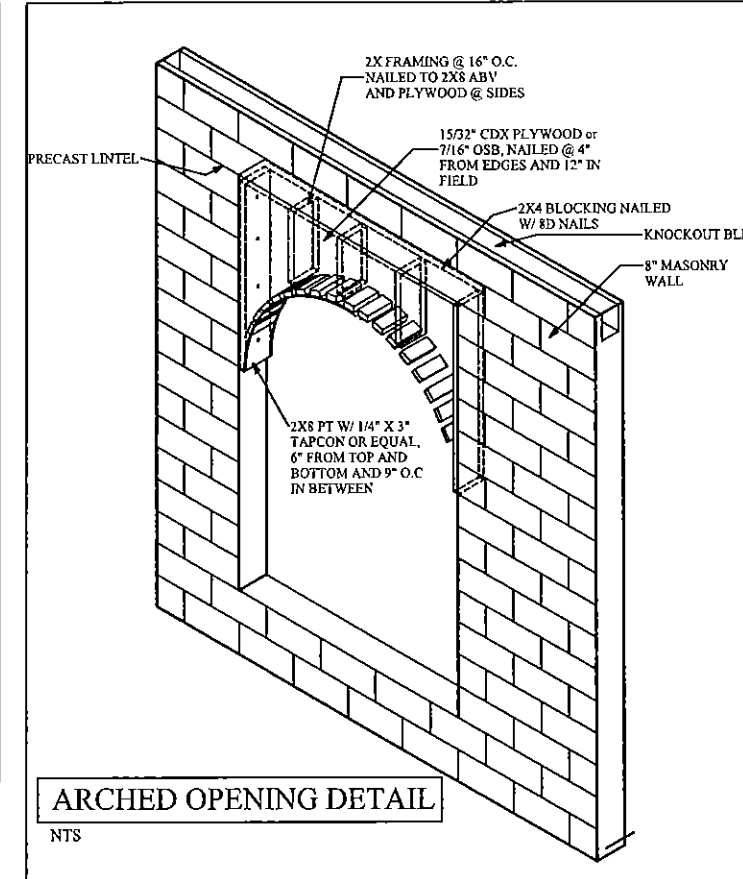 2X FRAMING @ 16" O.C.
NAILED TO 2X8 ABV
AND PLYWOOD @ SIDES
15/32" CDX PLYWOOD or
7/16" OSB, NAILED @ 4"
FROM EDGES AND 12" IN
FIELD
PRECAST LINTEL
2X4 BLOCKING NAILED
W/ 8D NAILS
KNOCKOUT
8" MASONRY
WALL
2X8 PT W/ 1/4" X 3"
TAPCON OR EQUAL,
6" FROM TOP AND
BOTTOM AND 9" O.C
IN BETWEEN
ARCHED OPENING DETAIL
NTS